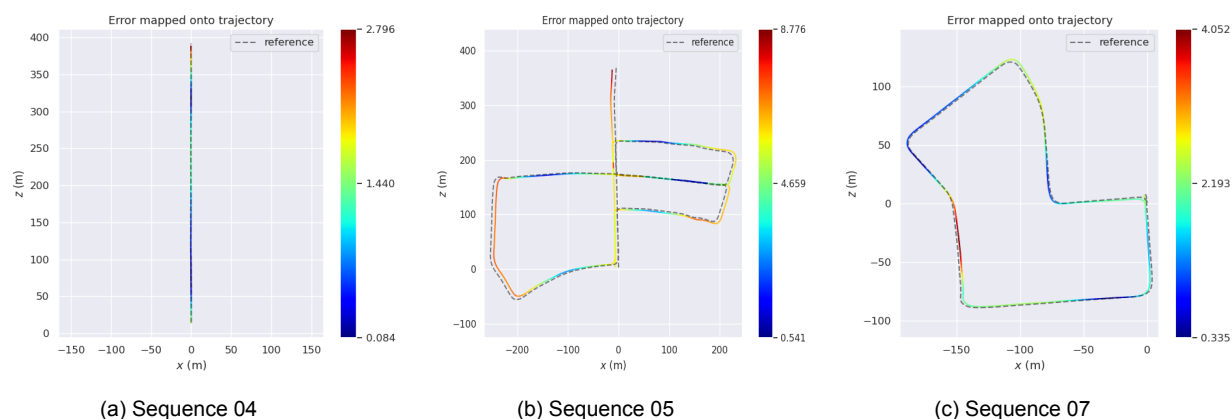 Error mapped onto trajectory
reference
400
350
300
250
200
150
100
50
0
z (m)
−150 −100 −50 0 50 100 150
x (m)
2.796
1.440
0.084
(a) Sequence 04
Error mapped onto trajectory
reference
400
300
200
100
0
−100
z (m)
−200 −100 0 100 200
x (m)
8.776
4.659
0.541
(b) Sequence 05
Error mapped onto trajectory
reference
100
50
0
−50
−100
z (m)
−150 −100 −50 0
x (m)
4.052
2.193
0.335
(c) Sequence 07